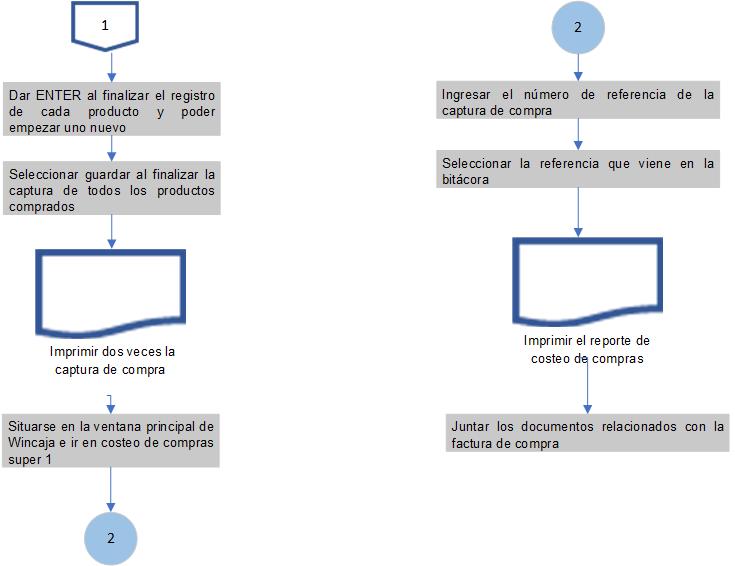 1
Dar ENTER al finalizar el registro
de cada producto y poder
empezar uno nuevo
Seleccionar guardar al finalizar la
captura de todos los productos
comprados
Imprimir dos veces la
captura de compra
Situarse en la ventana principal de
Wincaja e ir en costeo de compras
super 1
2
2
Ingresar el número de referencia de la
captura de compra
Seleccionar la referencia que viene en la
bitácora
Imprimir el reporte de
costeo de compras
Juntar los documentos relacionados con la
factura de compra